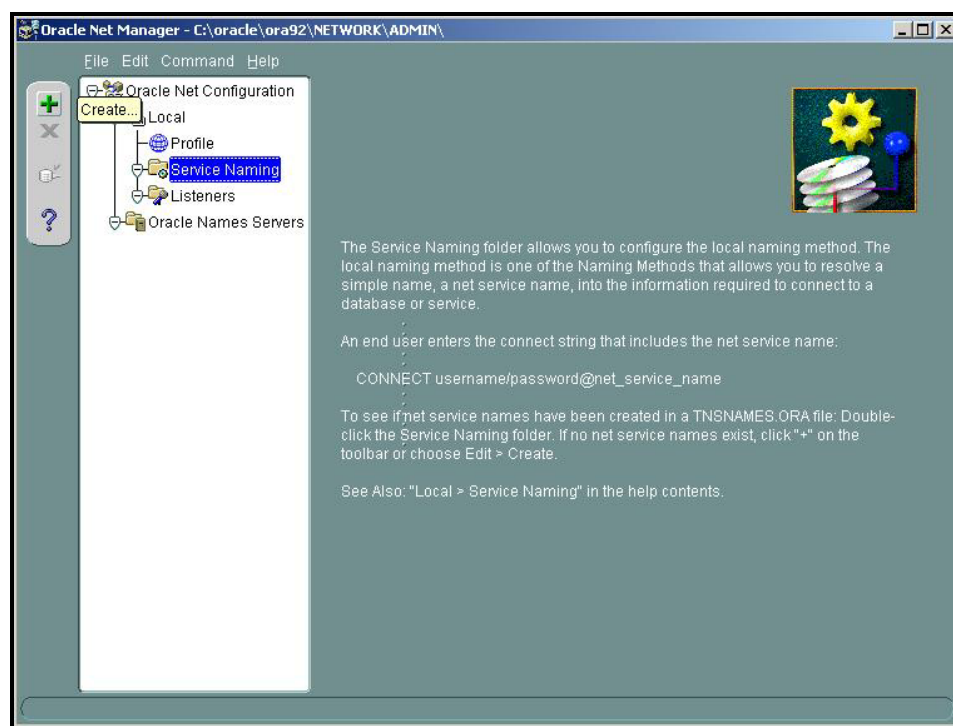 Oracle Net Manager - C:\oracle\ora92\NETWORK\ADMIN\
File Edit Command Help
Oracle Net Configuration
Create...
Local
Profile
Service Naming
Listeners
Oracle Names Servers
The Service Naming folder allows you to configure the local naming method. The
local naming method is one of the Naming Methods that allows you to resolve a
simple name, a net service name, into the information required to connect to a
database or service.
An end user enters the connect string that includes the net service name:
CONNECT username/password@net_service_name
To see if net service names have been created in a TNSNAMES.ORA file: Double-
click the Service Naming folder. If no net service names exist, click "+" on the
toolbar or choose Edit > Create.
See Also: "Local > Service Naming" in the help contents.